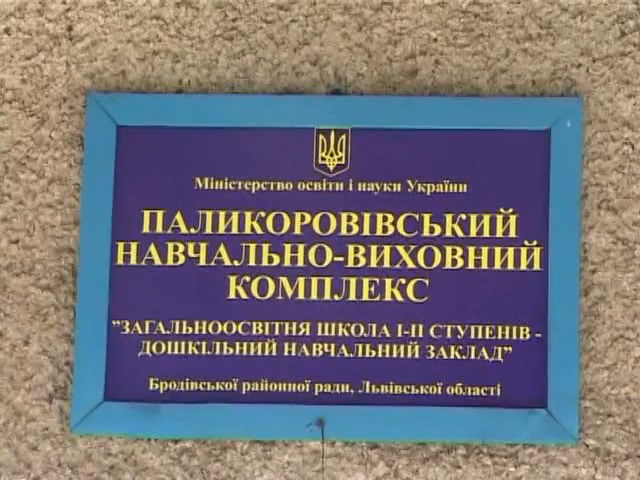 Міністерство освіти і науки України
ПАЛИКОРОВІВСЬКИЙ
НАВЧАЛЬНО-ВИХОВНИЙ
КОМПЛЕКС
”ЗАГАЛЬНООСВІТНЯ ШКОЛА І-ІІ СТУПЕНІВ -
ДОШКІЛЬНИЙ НАВЧАЛЬНИЙ ЗАКЛАД”
Бродівської районної ради, Львівської області